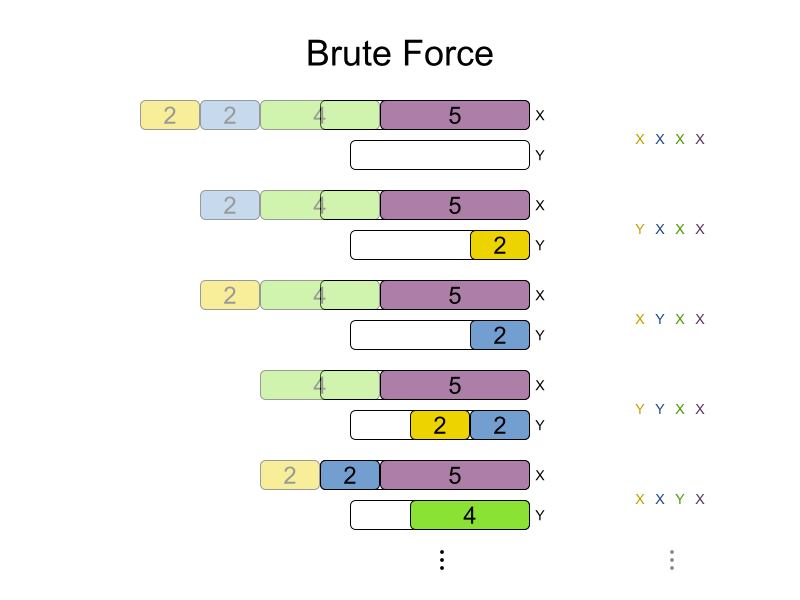 Brute Force
2 2 4 5 X
X X X X
Y
2 4 5 X
Y X X X
2 Y
2 4 5 X
X Y X X
2 Y
4 5 X
Y Y X X
2 2 Y
2 2 5 X
X X Y X
4 Y